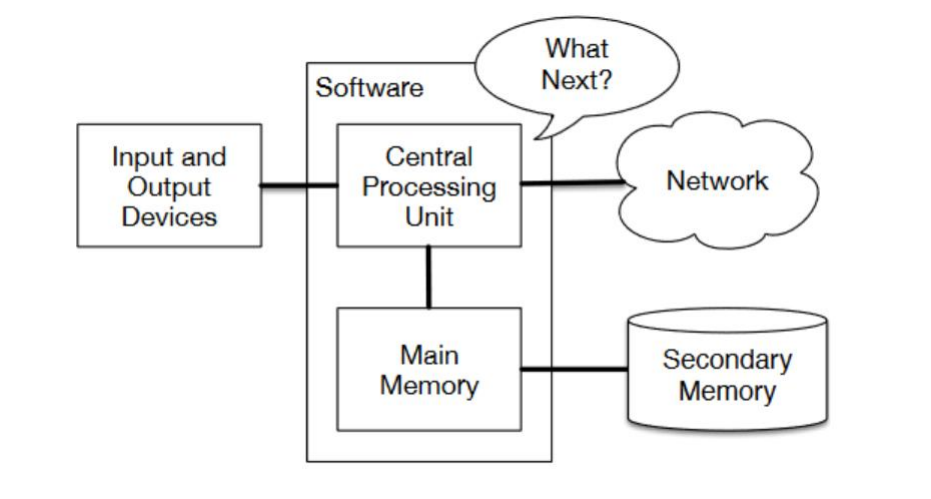 What
Next?
Software
Input and
Output
Devices
Central
Processing
Unit
Network
Main
Memory
Secondary
Memory